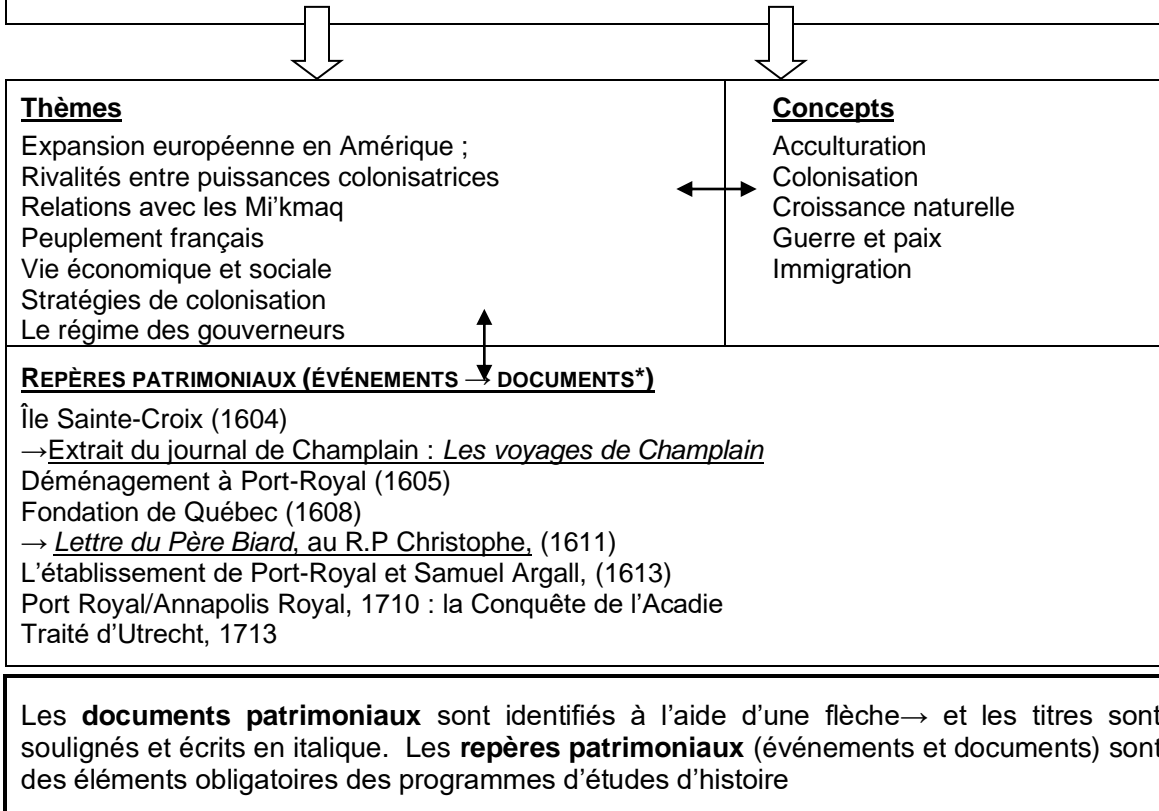 Thèmes
Expansion européenne en Amérique ;
Rivalités entre puissances colonisatrices
Relations avec les Mi'kmaq
Peuplement français
Vie économique et sociale
Stratégies de colonisation
Le régime des gouverneurs
Concepts
Acculturation
Colonisation
Croissance naturelle
Guerre et paix
Immigration
REPÈRES PATRIMONIAUX (ÉVÉNEMENTS → DOCUMENTS*)
Île Sainte-Croix (1604)
→Extrait du journal de Champlain : Les voyages de Champlain
Déménagement à Port-Royal (1605)
Fondation de Québec (1608)
→ Lettre du Père Biard, au R.P Christophe, (1611)
L'établissement de Port-Royal et Samuel Argall, (1613)
Port Royal/Annapolis Royal, 1710 : la Conquête de l'Acadie
Traité d'Utrecht, 1713
Les documents patrimoniaux sont identifiés à l'aide d'une flèche→ et les titres sont
soulignés et écrits en italique. Les repères patrimoniaux (événements et documents) sont
des éléments obligatoires des programmes d'études d'histoire